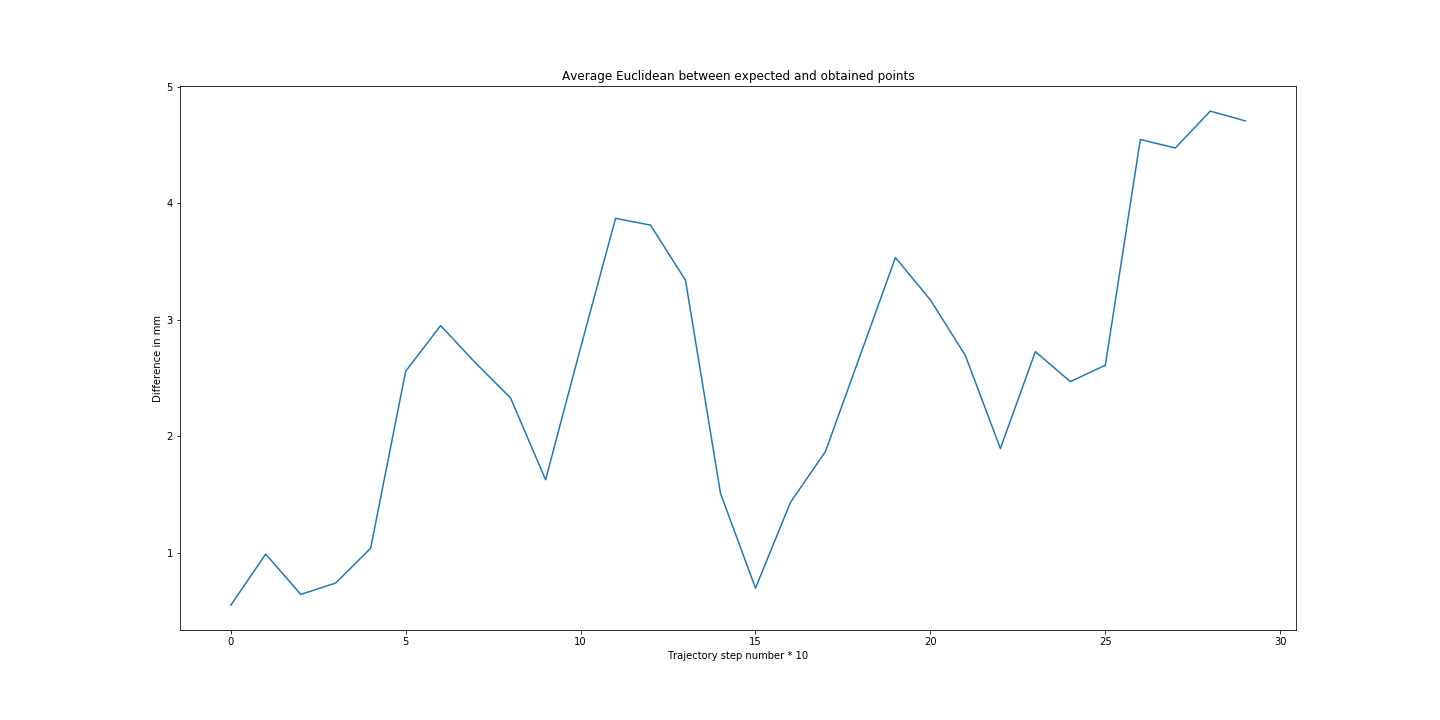 Average Euclidean between expected and obtained points
5
4
3
2
1
Difference in mm
0 5 10 15 20 25 30
Trajectory step number * 10